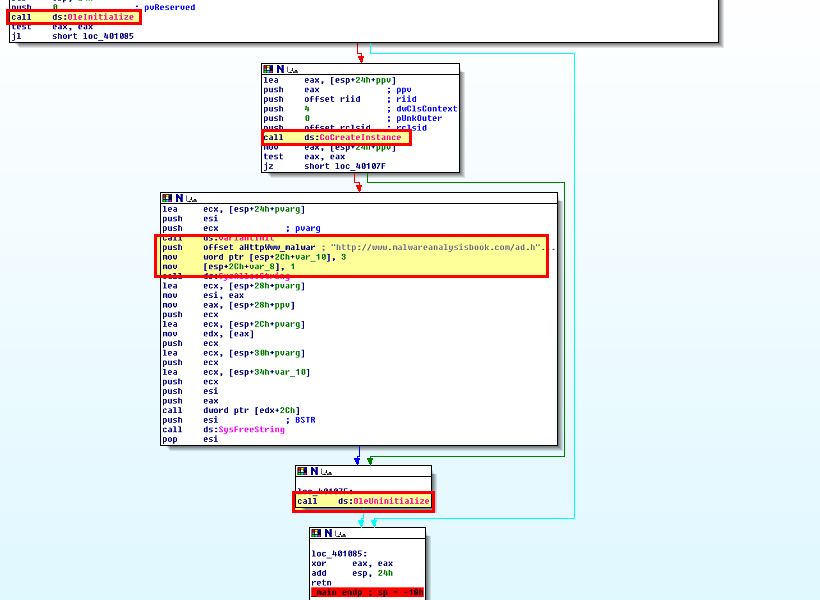 push 0 ; pvReserved
call ds:OleInitialize
test eax, eax
jl short loc_401085
lea eax, [esp+24h+ppv]
push eax ; ppv
push offset riid ; riid
push 4 ; dwClsContext
push 0 ; pUnkOuter
push offset rclsid ; rclsid
call ds:CoCreateInstance
mov eax, [esp+24h+ppv]
test eax, eax
jz short loc_40107F
lea ecx, [esp+24h+pvarg]
push esi
push ecx ; pvarg
call ds:VariantInit
push offset aHttpWww_malwar ; "http://www.malwareanalysisbook.com/ad.h"...
mov word ptr [esp+2Ch+var_10], 3
mov [esp+2Ch+var_8], 1
call ds:SysAllocString
lea ecx, [esp+28h+pvarg]
mov esi, eax
mov eax, [esp+28h+ppv]
push ecx
lea ecx, [esp+2Ch+pvarg]
mov edx, [eax]
push ecx
lea ecx, [esp+30h+pvarg]
push ecx
lea ecx, [esp+34h+var_10]
push ecx
push esi
push eax
call dword ptr [edx+2Ch]
push esi ; BSTR
call ds:SysFreeString
pop esi
loc_40107F:
call ds:OleUninitialize
loc_401085:
xor eax, eax
add esp, 24h
retn
_main endp ; sp = -18h